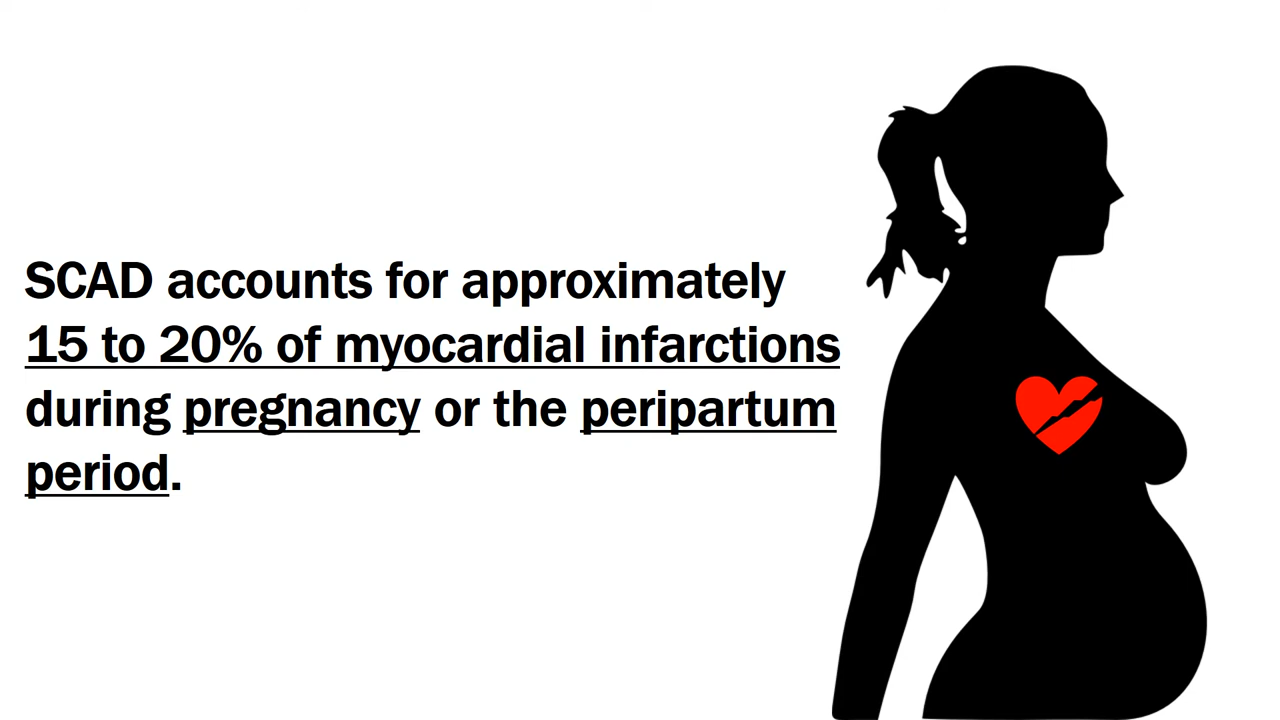 SCAD accounts for approximately
15 to 20% of myocardial infarctions
during pregnancy or the peripartum
period.